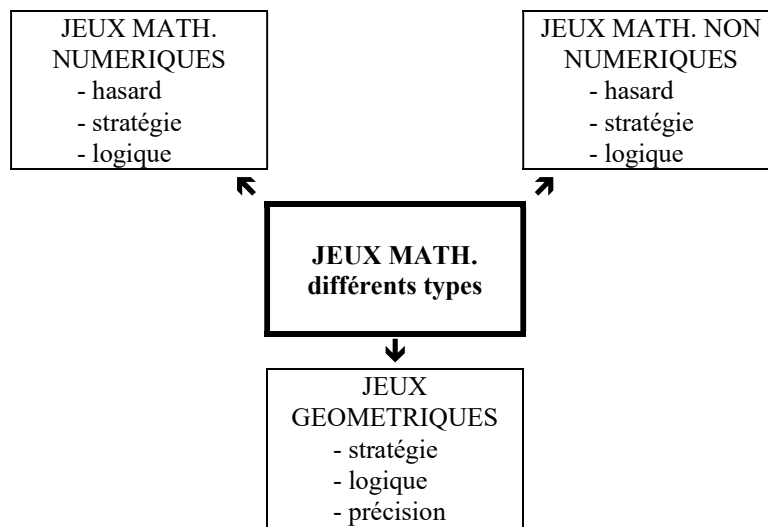 JEUX MATH.
NUMERIQUES
- hasard
- stratégie
- logique
JEUX MATH. NON
NUMERIQUES
- hasard
- stratégie
- logique
JEUX MATH.
différents types
JEUX
GEOMETRIQUES
- stratégie
- logique
- précision